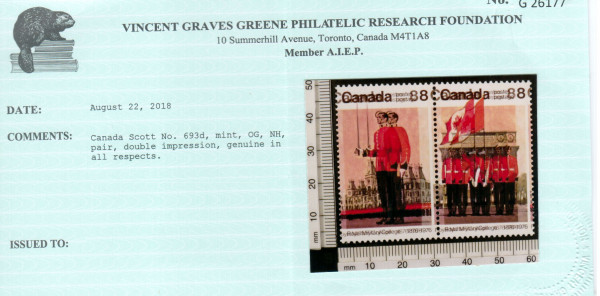 No. G 26177
VINCENT GRAVES GREENE PHILATELIC RESEARCH FOUNDATION
10 Summerhill Avenue, Toronto, Canada M4T1A8
Member A.I.E.P.
DATE: August 22, 2018
COMMENTS: Canada Scott No. 693d, mint, OG, NH,
pair, double impression, genuine in
all respects.
ISSUED TO:
Canada 88 Canada 88
50
40
30
20
10
mm
mm 10 20 30 40 50 60